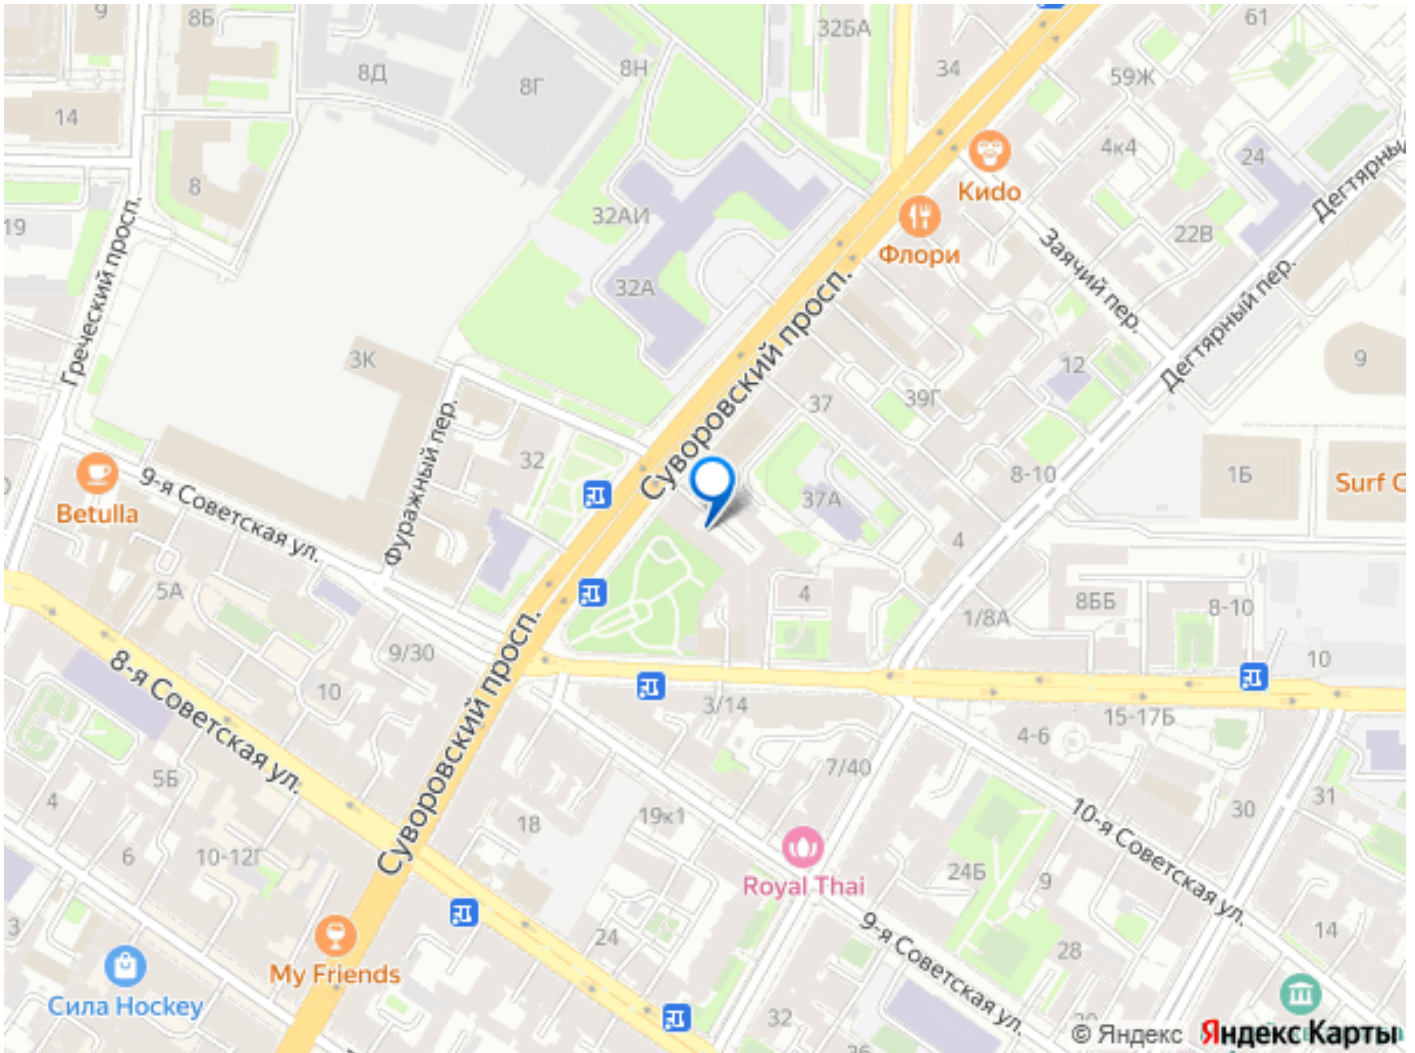 9
8Б
32БА
61
8Д
8Н
8Г
34
59Ж
14
4к4
24
8
Киdo
19
32АИ
Флори
22В
Дегтярный
Заячий пер.
Греческий просп.
32А
Суворовский просп.
Дегтярный пер.
3К
12
9
39Г
37
32
8-10
1Б
Surf C
37А
Betulla
9-я Советская ул.
Фуражный пер.
4
5А
4
1/8А
8ББ
8-10
9/30
10
8-я Советская ул.
10
3/14
15-17Б
4-6
Суворовский просп.
5Б
7/40
4
18
19к1
10-я Советская ул.
30
31
6
10-12Г
Royal Thai
24Б
9
3
My Friends
24
9-я Советская ул.
28
14
Сила Hockey
32
© Яндекс Яндекс Карты